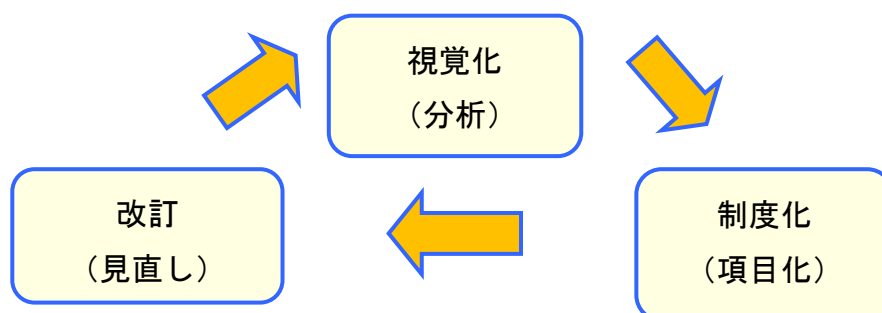 視覚化
（分析）
改訂
（見直し）
制度化
（項目化）